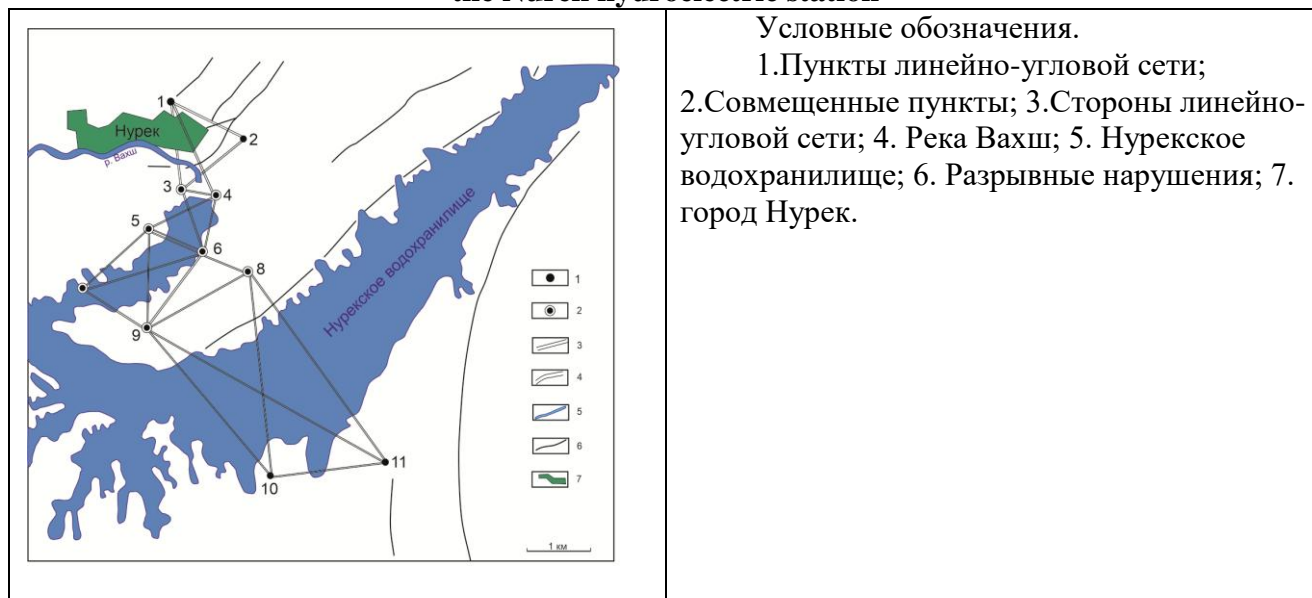 the Nurek hydroelectric station
1
Нурек
2
р. Вахш
3
4
5
6
8
9
Нурекское водохранилище
10
11
1
2
3
4
5
6
7
1 км
Условные обозначения.
1.Пункты линейно-угловой сети;
2.Совмещенные пункты; 3.Стороны линейно-
угловой сети; 4. Река Вахш; 5. Нурекское
водохранилище; 6. Разрывные нарушения; 7.
город Нурек.